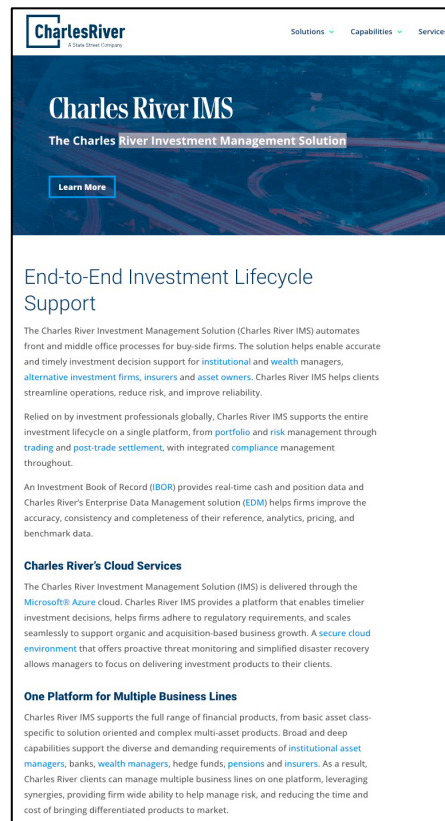 CharlesRiver
A State Street Company
Solutions
Capabilities
Services
Charles River IMS
The Charles River Investment Management Solution
Learn More
End-to-End Investment Lifecycle
Support
The Charles River Investment Management Solution (Charles River IMS) automates
front and middle office processes for buy-side firms. The solution helps enable accurate
and timely investment decision support for institutional and wealth managers,
alternative investment firms, insurers and asset owners. Charles River IMS helps clients
streamline operations, reduce risk, and improve reliability.
Relied on by investment professionals globally, Charles River IMS supports the entire
investment lifecycle on a single platform, from portfolio and risk management through
trading and post-trade settlement, with integrated compliance management
throughout.
An Investment Book of Record (IBOR) provides real-time cash and position data and
Charles River's Enterprise Data Management solution (EDM) helps firms improve the
accuracy, consistency and completeness of their reference, analytics, pricing, and
benchmark data.
Charles River's Cloud Services
The Charles River Investment Management Solution (IMS) is delivered through the
Microsoft® Azure cloud. Charles River IMS provides a platform that enables timelier
investment decisions, helps firms adhere to regulatory requirements, and scales
seamlessly to support organic and acquisition-based business growth. A secure cloud
environment that offers proactive threat monitoring and simplified disaster recovery
allows managers to focus on delivering investment products to their clients.
One Platform for Multiple Business Lines
Charles River IMS supports the full range of financial products, from basic asset class-
specific to solution oriented and complex multi-asset products. Broad and deep
capabilities support the diverse and demanding requirements of institutional asset
managers, banks, wealth managers, hedge funds, pensions and insurers. As a result,
Charles River clients can manage multiple business lines on one platform, leveraging
synergies, providing firm wide ability to help manage risk, and reducing the time and
cost of bringing differentiated products to market.